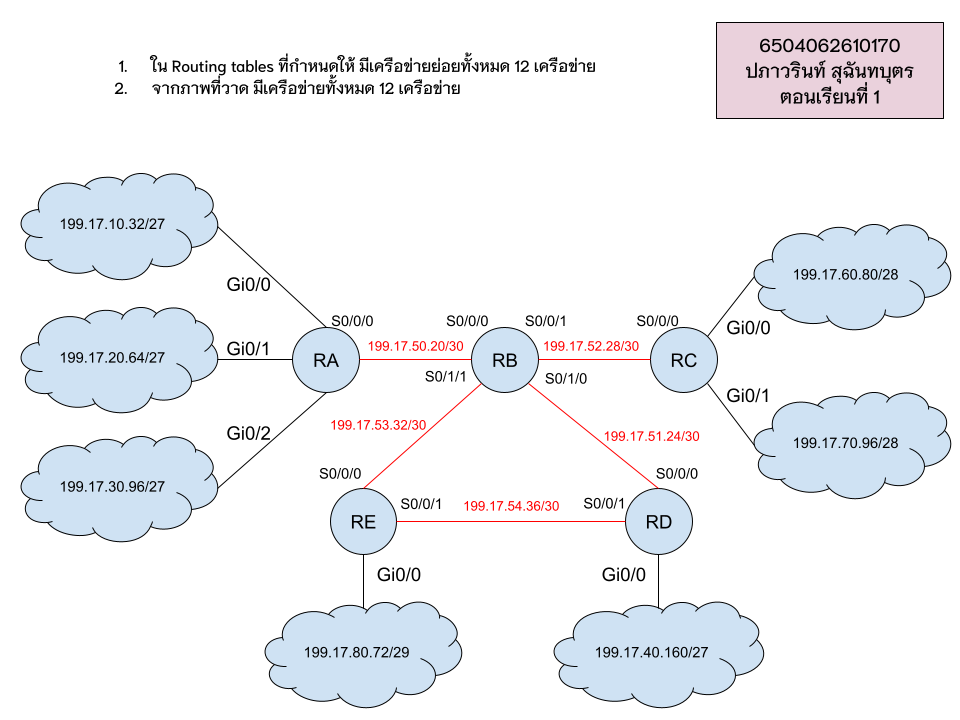 6504062610170
ปภาวรินท์ สุฉันทบุตร
ตอนเรียนที่ 1
1. ใน Routing tables ที่กำหนดให้ มีเครือข่ายย่อยทั้งหมด 12 เครือข่าย
2. จากภาพที่วาด มีเครือข่ายทั้งหมด 12 เครือข่าย
199.17.10.32/27
Gi0/0
199.17.60.80/28
S0/0/0
S0/0/0
S0/0/1
S0/0/0
Gi0/0
199.17.20.64/27
Gi0/1
RA
199.17.50.20/30
RB
199.17.52.28/30
RC
S0/1/1
S0/1/0
Gi0/1
199.17.30.96/27
Gi0/2
199.17.53.32/30
199.17.51.24/30
199.17.70.96/28
S0/0/0
S0/0/0
RE
S0/0/1
199.17.54.36/30
S0/0/1
RD
Gi0/0
Gi0/0
199.17.80.72/29
199.17.40.160/27